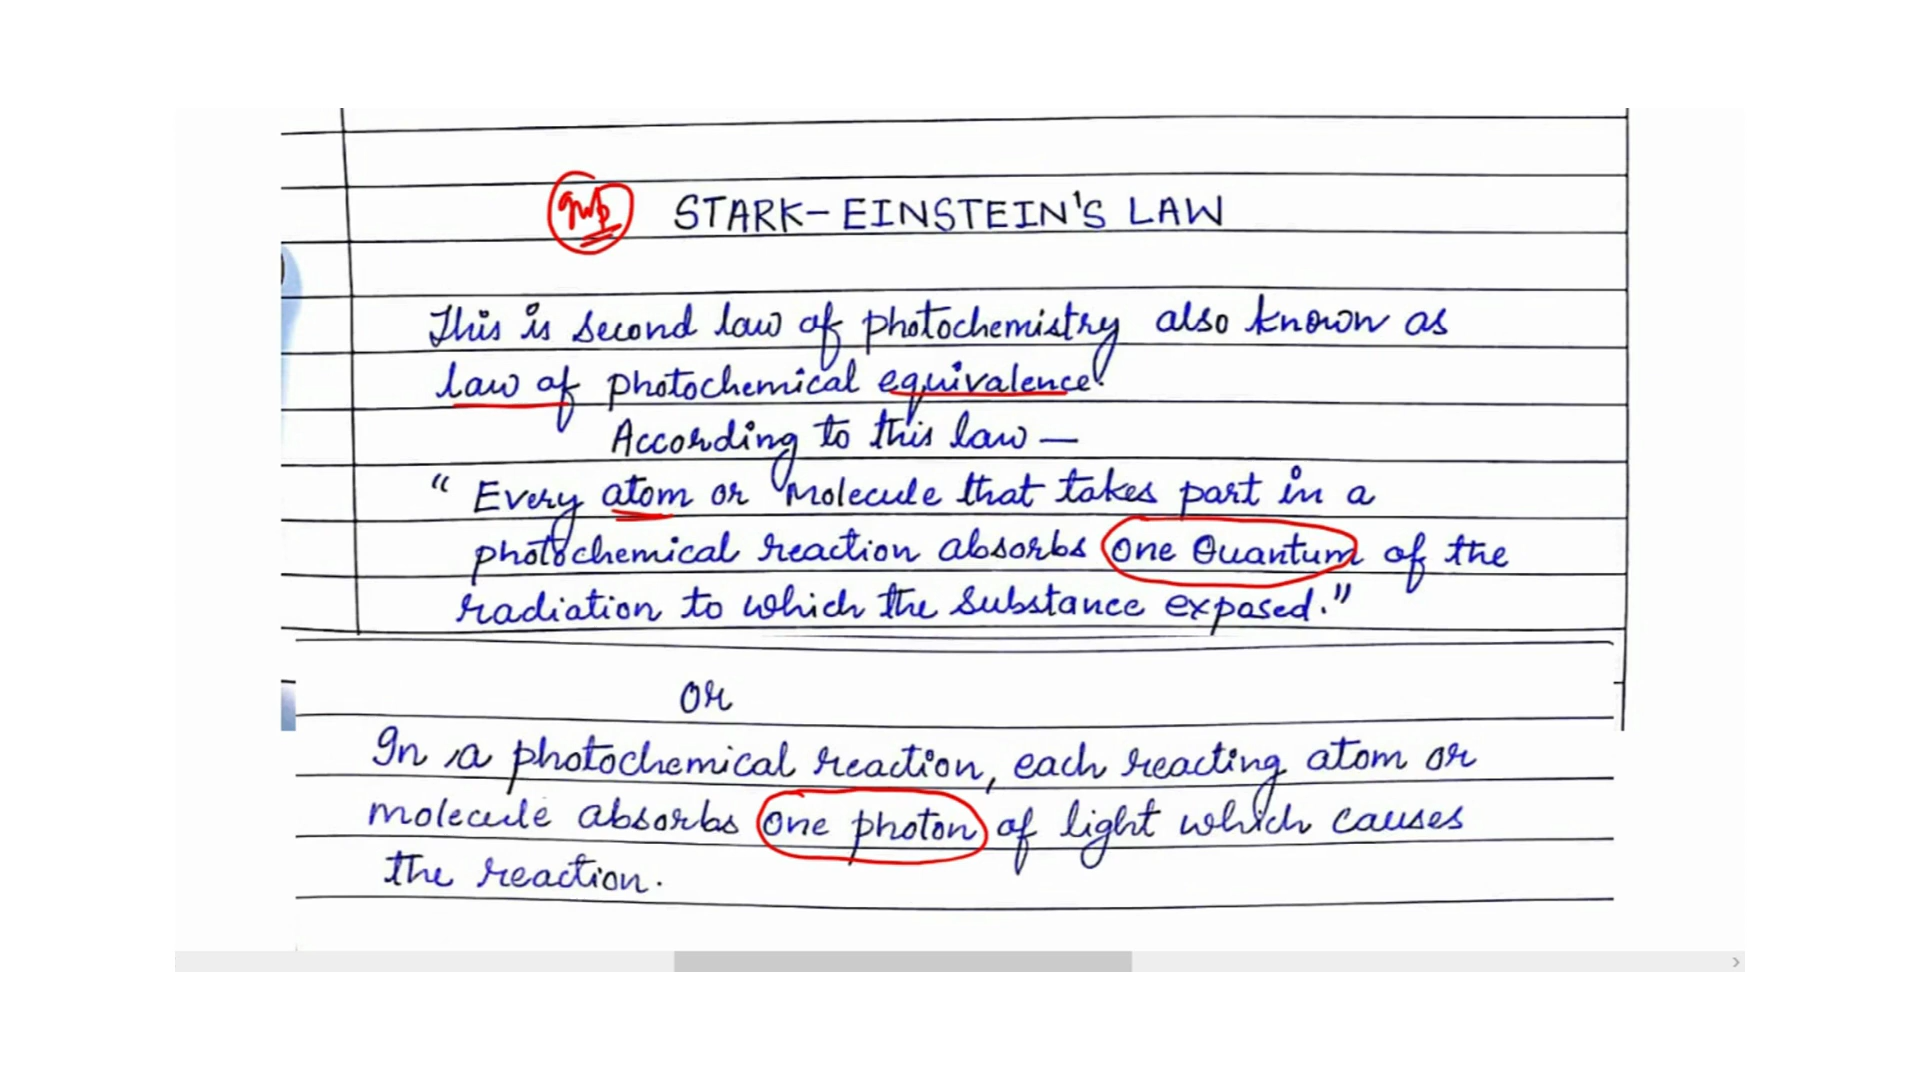 STARK-EINSTEIN'S LAW
This is second law of photochemistry also known as
law of photochemical equivalence.
According to this law —
“ Every atom or molecule that takes part in a
photochemical reaction absorbs one Quantum of the
radiation to which the substance exposed.”
OR
In a photochemical reaction, each reacting atom or
molecule absorbs one photon of light which causes
the reaction.